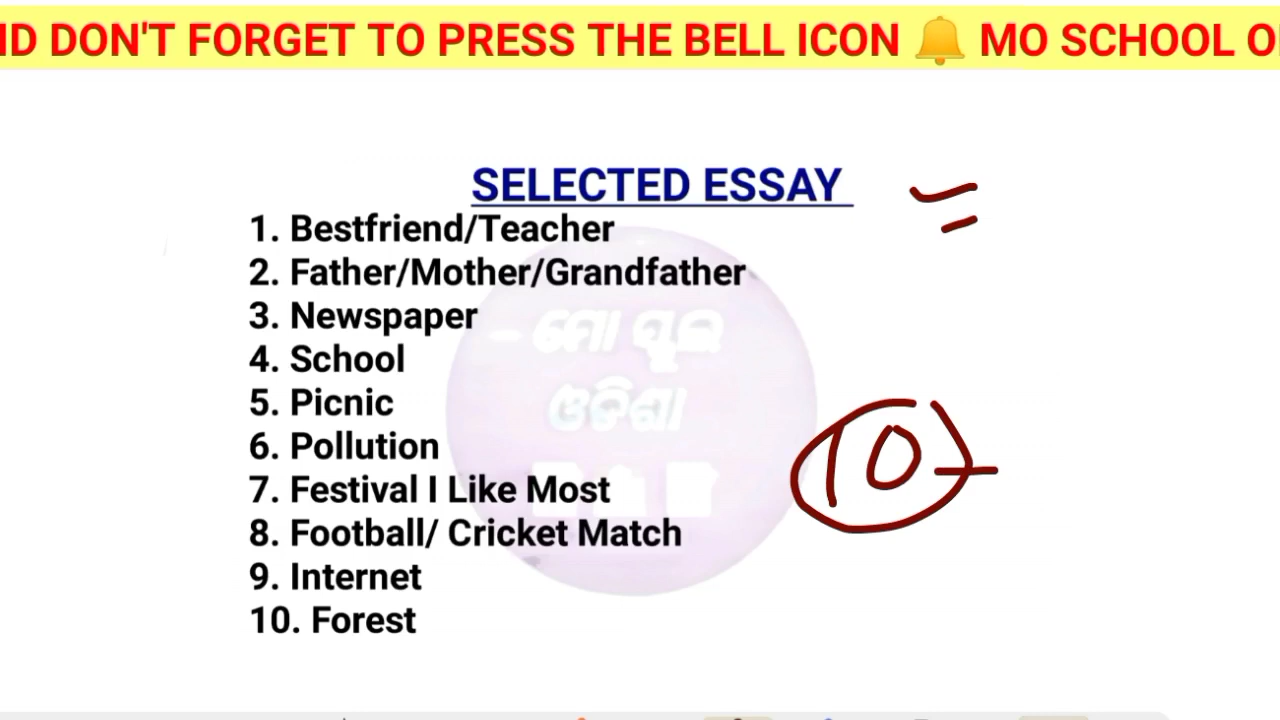 ID DON'T FORGET TO PRESS THE BELL ICON 🔔 MO SCHOOL O
SELECTED ESSAY
1. Bestfriend/Teacher
2. Father/Mother/Grandfather
3. Newspaper
4. School
5. Picnic
6. Pollution
7. Festival I Like Most
8. Football/ Cricket Match
9. Internet
10. Forest
ମୋ ସ୍କୁଲ
ଓଡିଶା
10